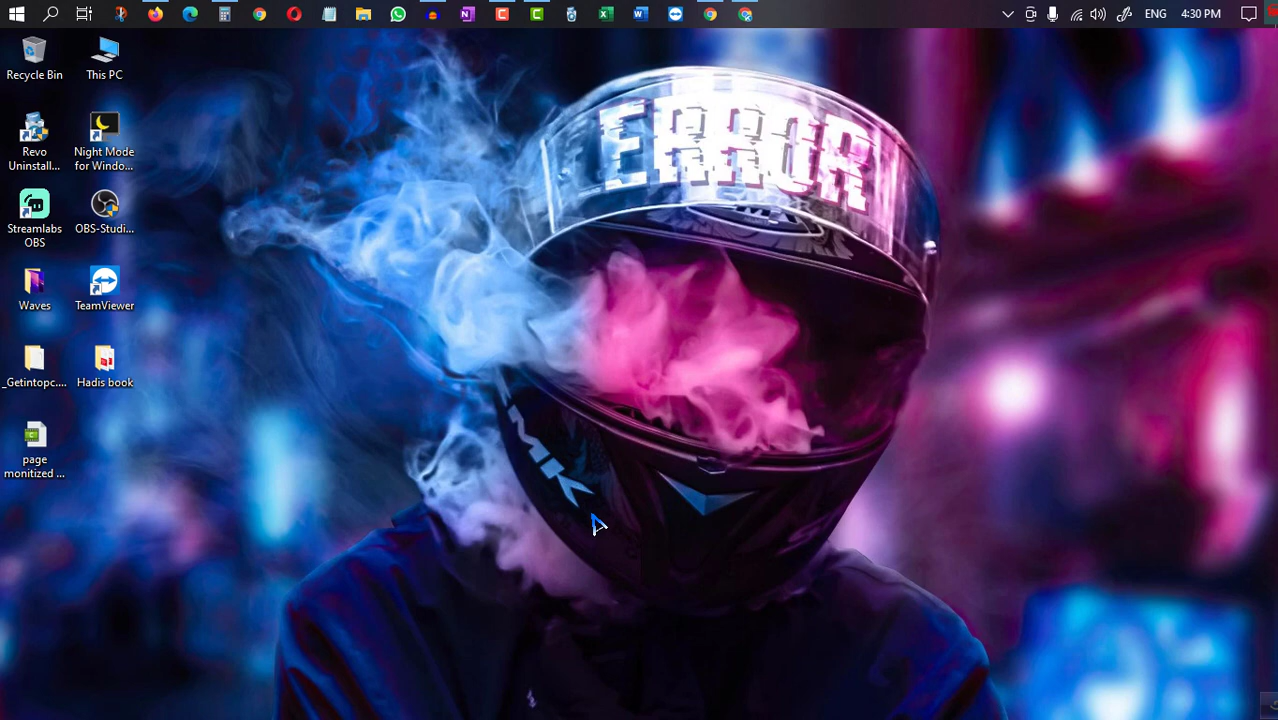 ENG
4:30 PM
Recycle Bin
This PC
Revo
Uninstall...
Night Mode
for Windo...
Streamlabs
OBS
OBS-Studi...
Waves
TeamViewer
_Getintopc....
Hadis book
page
monitized ...
ERROR
MK